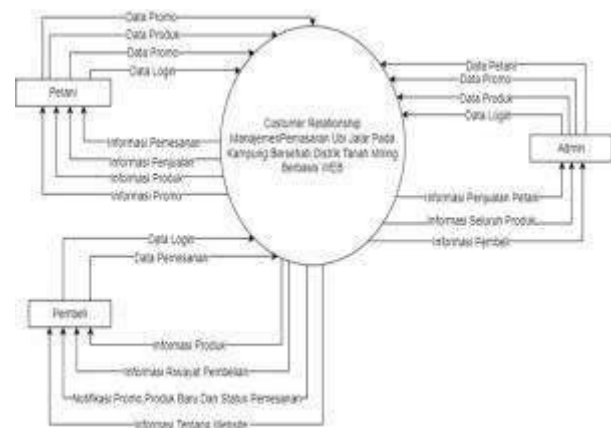 Data Promo
Data Produk
Data Promo
Data Login
Petani
Informasi Pemesanan
Informasi Penjualan
Informasi Produk
Informasi Promo
Costumer Relationship
ManajemenPemasaran Ubi Jalar Pada
Kampung Bersehati Distrik Tanah Miring
Berbasis WEB
Data Petani
Data Promo
Data Produk
Data Login
Admin
Informasi Penjualan Petani
Informasi Seluruh Produk
Informasi Pembeli
Data Login
Data Pemesanan
Pembeli
Informasi Produk
Informasi Riwayat Pembelian
Notifikasi Promo,Produk Baru Dan Status Pemesanan
Informasi Tentang Website